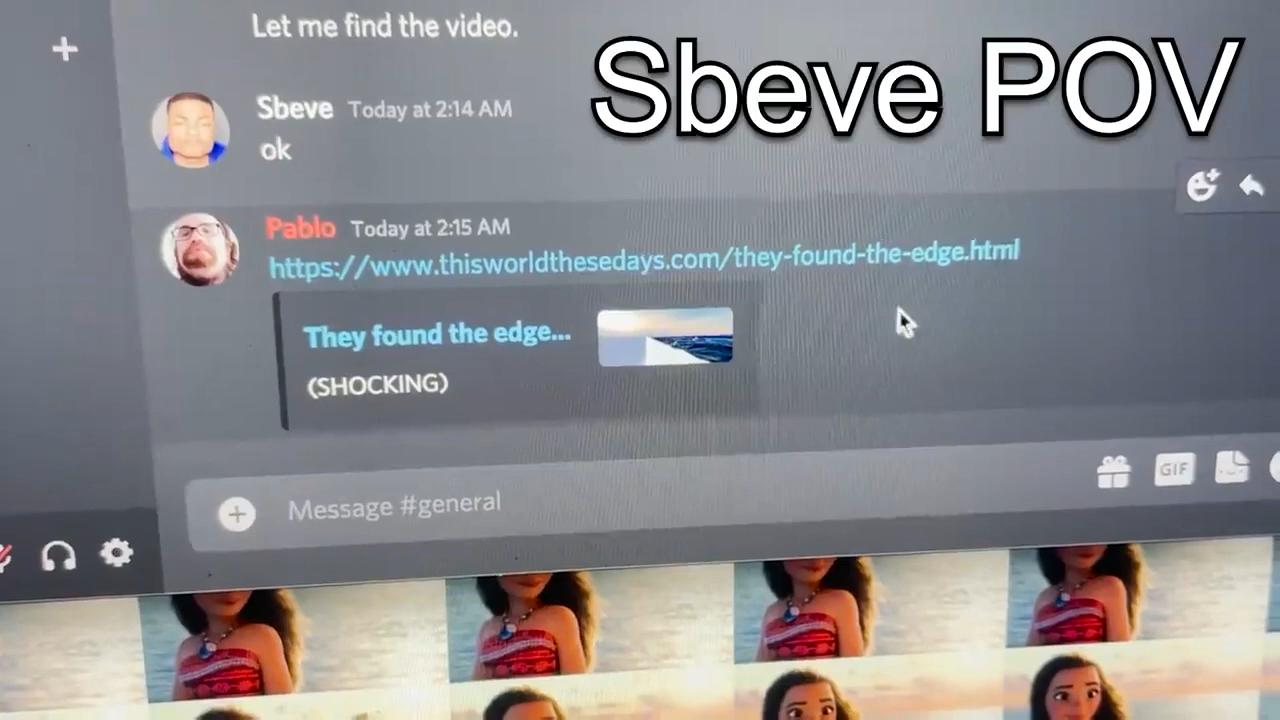 Let me find the video.
Sbeve POV
Sbeve Today at 2:14 AM
ok
Pablo Today at 2:15 AM
https://www.thisworldthesedays.com/they-found-the-edge.html
They found the edge...
(SHOCKING)
Message #general
GIF